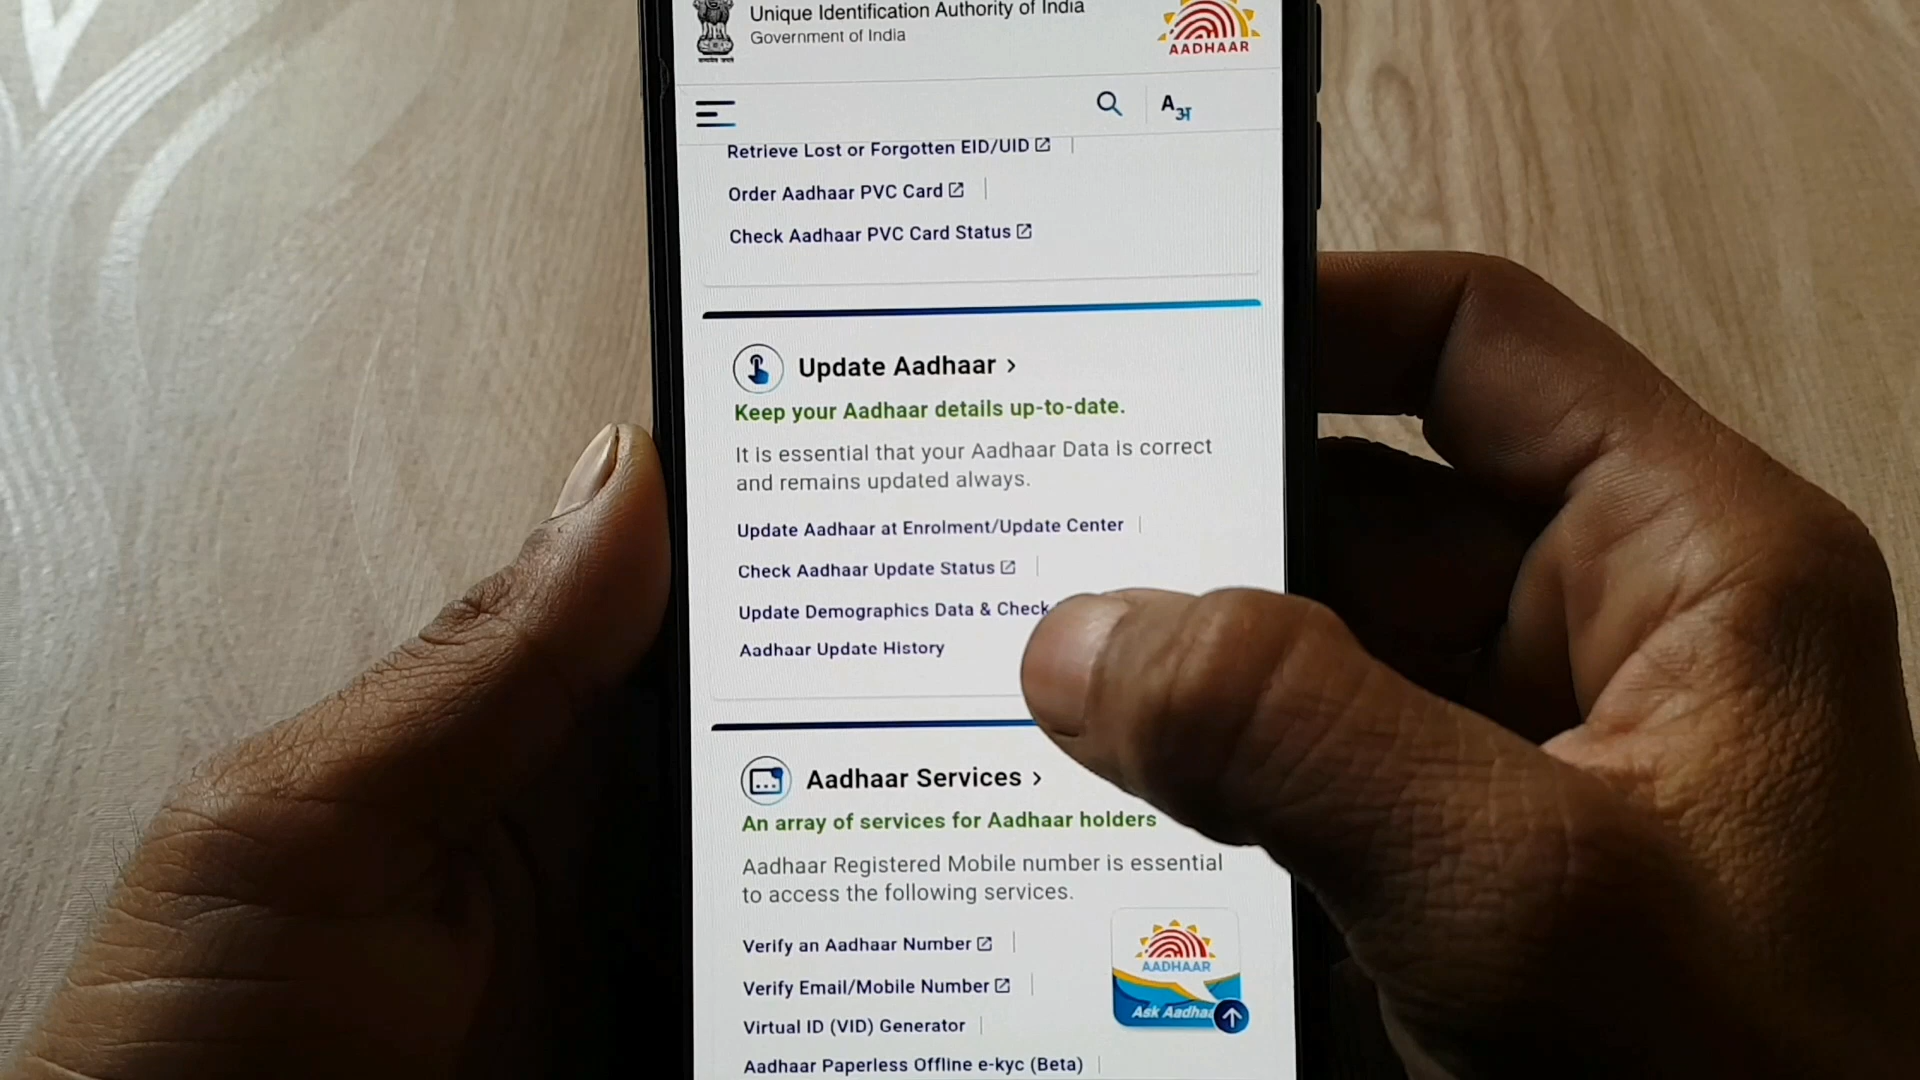 Unique Identification Authority of India
Government of India
AADHAAR
Aअ
Retrieve Lost or Forgotten EID/UID
Order Aadhaar PVC Card
Check Aadhaar PVC Card Status
Update Aadhaar >
Keep your Aadhaar details up-to-date.
It is essential that your Aadhaar Data is correct
and remains updated always.
Update Aadhaar at Enrolment/Update Center
Check Aadhaar Update Status
Update Demographics Data & Check
Aadhaar Update History
Aadhaar Services >
An array of services for Aadhaar holders
Aadhaar Registered Mobile number is essential
to access the following services.
Verify an Aadhaar Number
Verify Email/Mobile Number
Virtual ID (VID) Generator
Aadhaar Paperless Offline e-kyc (Beta)
AADHAAR
Ask Aadhaa